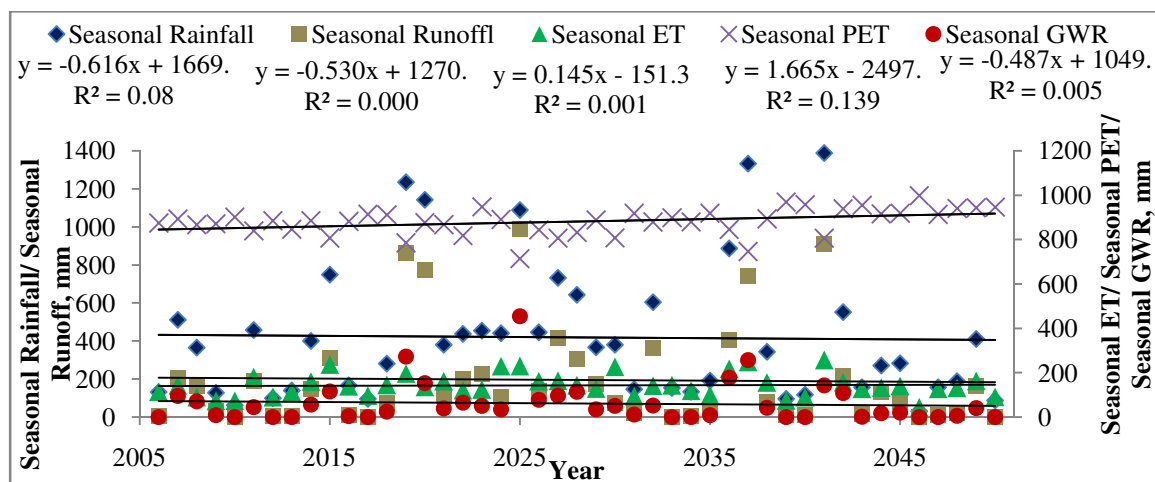 Seasonal Rainfall Seasonal Runoffl Seasonal ET Seasonal PET Seasonal GWR
y = -0.616x + 1669. y = -0.530x + 1270. y = 0.145x - 151.3 y = 1.665x - 2497. y = -0.487x + 1049.
R² = 0.08 R² = 0.000 R² = 0.001 R² = 0.139 R² = 0.005
Seasonal Rainfall/ Seasonal
Runoff, mm
1400
1200
1000
800
600
400
200
0
1200
1000
800
600
400
200
0
Seasonal ET/ Seasonal PET/
Seasonal GWR, mm
2005 2015 2025 2035 2045
Year